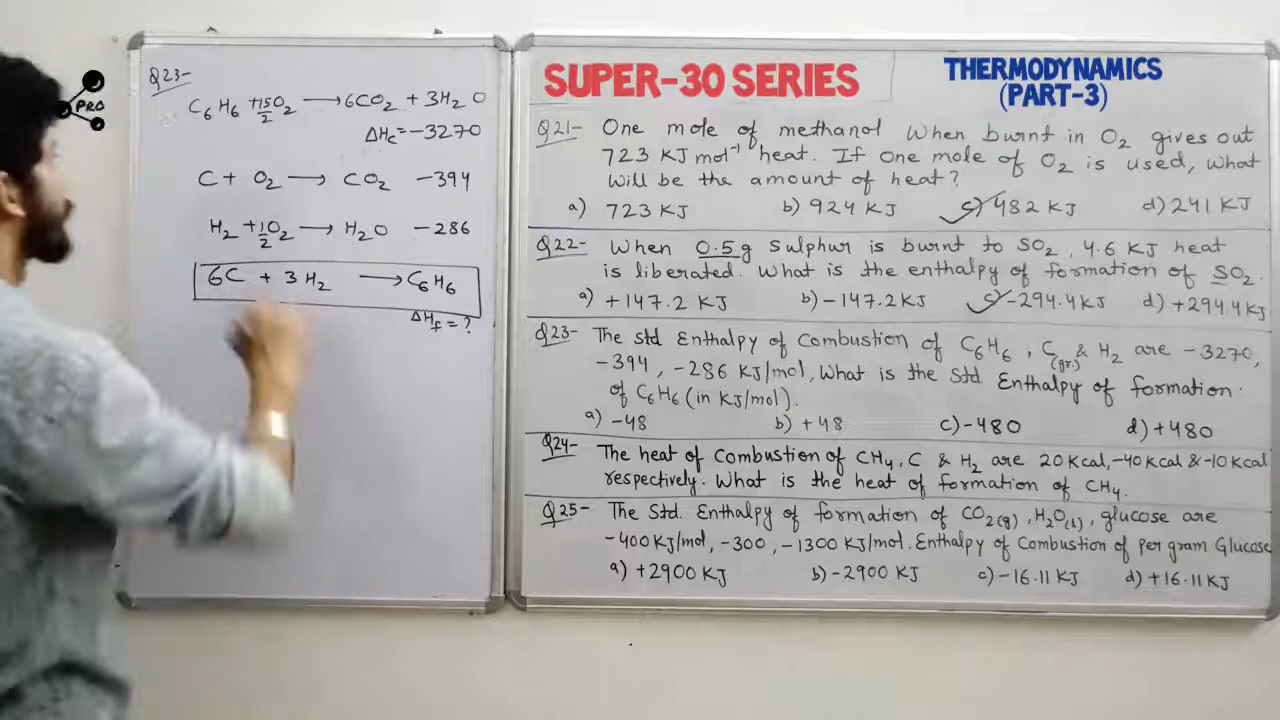 Q23-
C₆H₆ + 15/2 O₂ ⟶ 6CO₂ + 3H₂O
ΔHc = -3270
C + O₂ ⟶ CO₂ -394
H₂ + 1/2 O₂ ⟶ H₂O -286
6C + 3H₂ ⟶ C₆H₆
ΔHf = ?
PRO
SUPER-30 SERIES
THERMODYNAMICS
(PART-3)
Q21- One mole of methanol when burnt in O₂ gives out
723 KJ mol⁻¹ heat. If one mole of O₂ is used, what
will be the amount of heat?
a) 723 KJ b) 924 KJ c) 482 KJ d) 241 KJ
Q22- When 0.5g Sulphur is burnt to SO₂, 4.6 KJ heat
is liberated. What is the enthalpy of formation of SO₂.
a) +147.2 KJ b) -147.2 KJ c) -294.4 KJ d) +294.4 KJ
Q23- The std Enthalpy of Combustion of C₆H₆, C(gr.) & H₂ are -3270,
-394, -286 KJ/mol, What is the Std Enthalpy of formation.
of C₆H₆ (in KJ/mol).
a) -48 b) +48 c) -480 d) +480
Q24- The heat of Combustion of CH₄, C & H₂ are 20 Kcal, -40 Kcal & -10 Kcal
respectively. What is the heat of formation of CH₄.
Q25- The Std. Enthalpy of formation of CO₂(g), H₂O(l), glucose are
-400 KJ/mol, -300, -1300 KJ/mol. Enthalpy of Combustion of per gram Glucose
a) +2900 KJ b) -2900 KJ c) -16.11 KJ d) +16.11 KJ